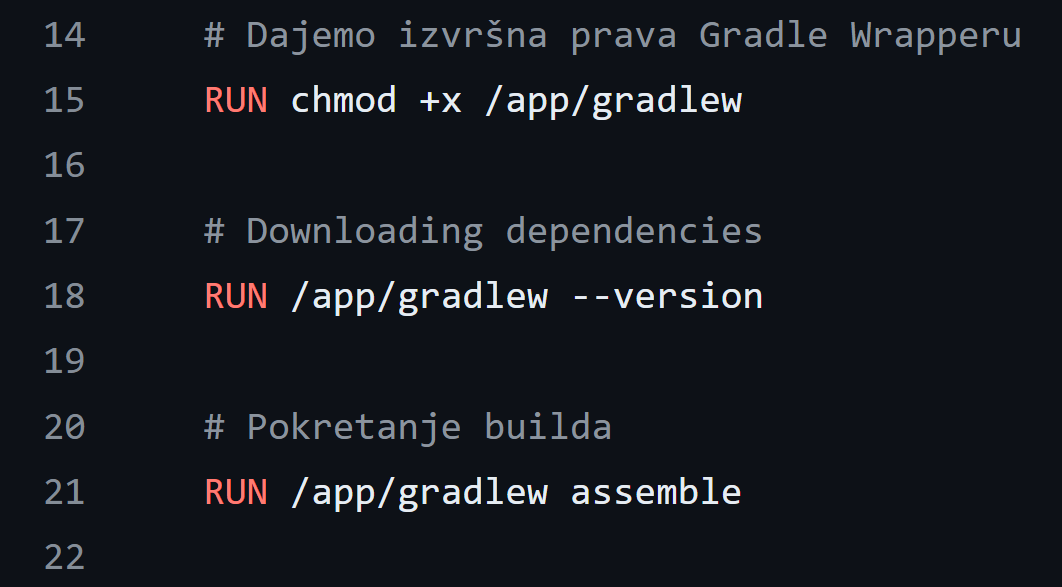 14 # Dajemo izvršna prava Gradle Wrapperu
15 RUN chmod +x /app/gradlew
16
17 # Downloading dependencies
18 RUN /app/gradlew --version
19
20 # Pokretanje builda
21 RUN /app/gradlew assemble
22